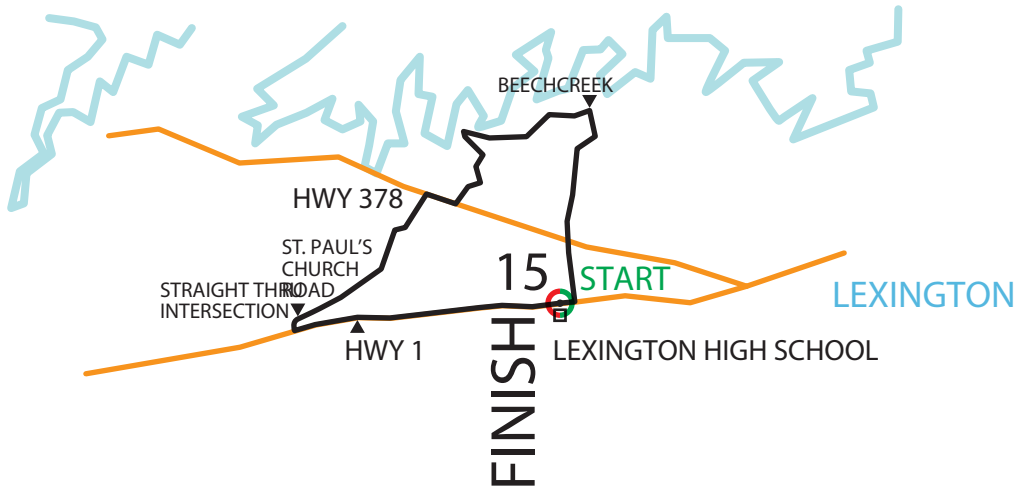 BEECHCREEK
HWY 378
ST. PAUL'S
CHURCH
ROAD
STRAIGHT THRU
INTERSECTION
15
START
LEXINGTON
HWY 1
LEXINGTON HIGH SCHOOL
FINISH